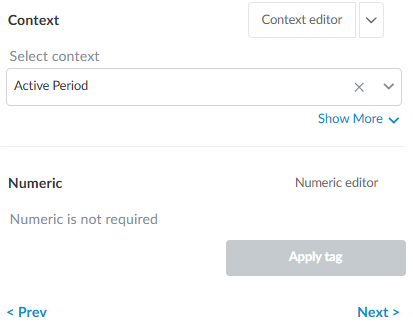 Context Context editor
Select context
Active Period
Show More
Numeric Numeric editor
Numeric is not required
Apply tag
< Prev Next >